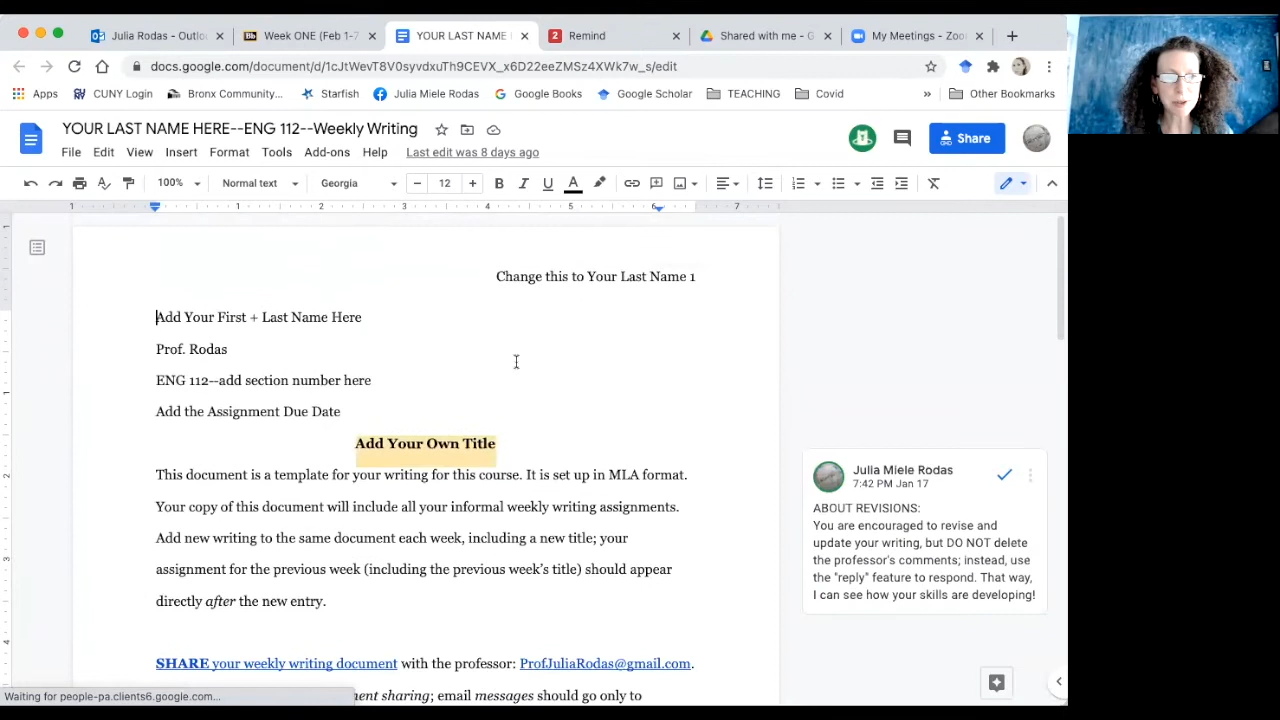 Julia Rodas - Outlo
Bb Week ONE (Feb 1-7
YOUR LAST NAME
2 Remind
Shared with me - G
My Meetings - Zoo
docs.google.com/document/d/1cJtWevT8V0syvdxuTh9CEVX_x6D22eeZMSz4XWk7w_s/edit
Apps
CUNY Login
Bronx Community...
Starfish
Julia Miele Rodas
Google Books
Google Scholar
TEACHING
Covid
»
Other Bookmarks
YOUR LAST NAME HERE--ENG 112--Weekly Writing
File Edit View Insert Format Tools Add-ons Help Last edit was 8 days ago
Share
100% Normal text Georgia − 12 + B I U A
1 1 2 3 4 5 6 7
Change this to Your Last Name 1
Add Your First + Last Name Here
Prof. Rodas
ENG 112--add section number here
Add the Assignment Due Date
Add Your Own Title
This document is a template for your writing for this course. It is set up in MLA format.
Your copy of this document will include all your informal weekly writing assignments.
Add new writing to the same document each week, including a new title; your
assignment for the previous week (including the previous week's title) should appear
directly after the new entry.
SHARE your weekly writing document with the professor: ProfJuliaRodas@gmail.com.
ment sharing; email messages should go only to
Julia Miele Rodas
7:42 PM Jan 17
ABOUT REVISIONS:
You are encouraged to revise and
update your writing, but DO NOT delete
the professor's comments; instead, use
the "reply" feature to respond. That way,
I can see how your skills are developing!
Waiting for people-pa.clients6.google.com...